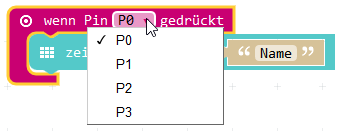 wenn Pin P0 gedrückt
zei
“ Name ”
✓ P0
P1
P2
P3